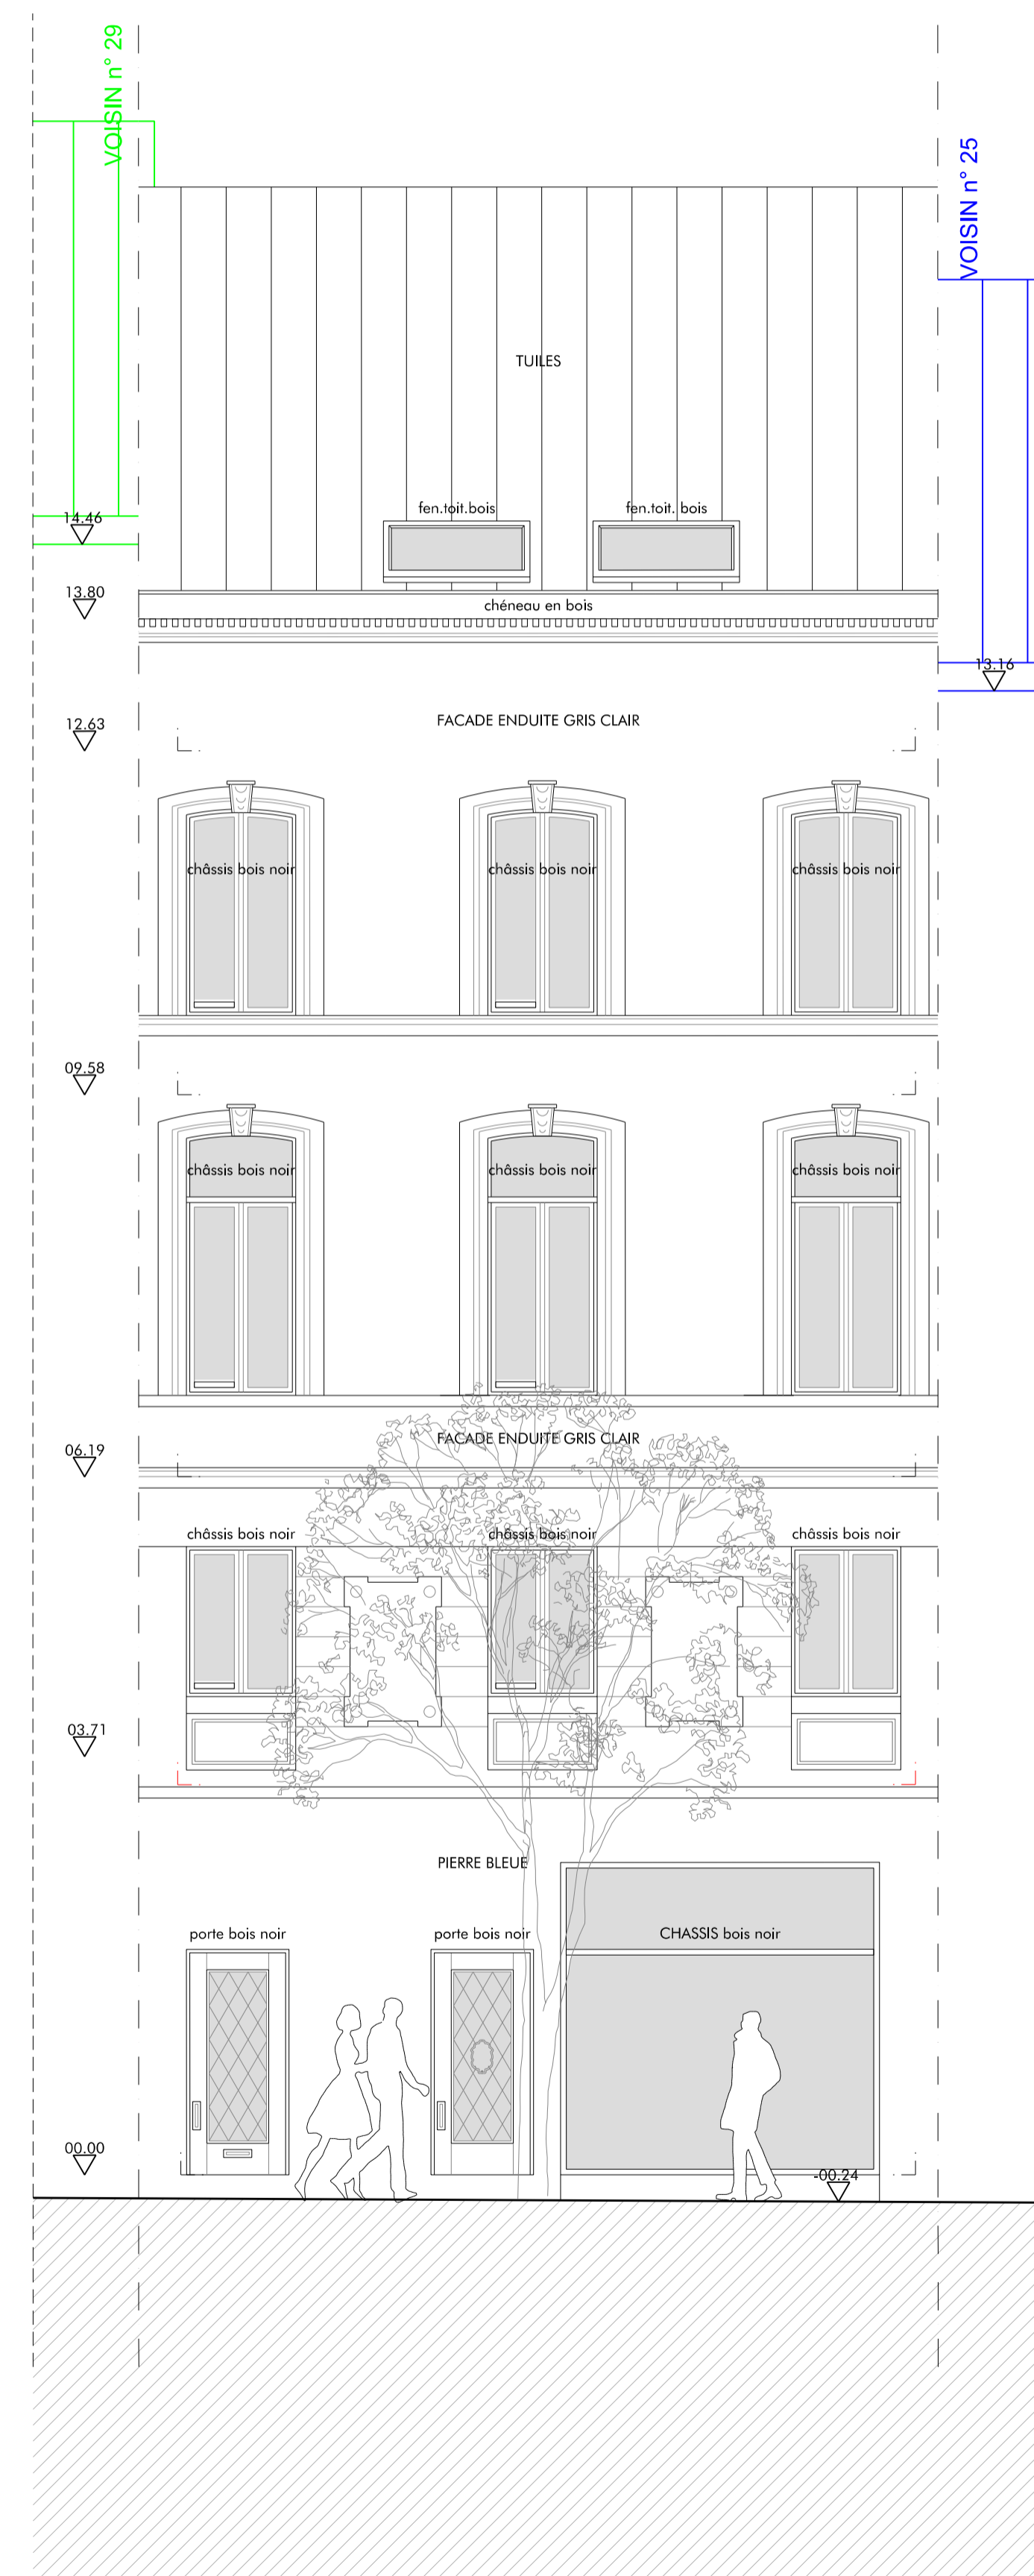 VOISIN n° 29
VOISIN n° 25
TUILES
fen.toit.bois
fen.toit. bois
14.46
13.80
chéneau en bois
13.16
12.63
FACADE ENDUITE GRIS CLAIR
châssis bois noir
châssis bois noir
châssis bois noir
09.58
châssis bois noir
châssis bois noir
châssis bois noir
06.19
FACADE ENDUITE GRIS CLAIR
châssis bois noir
châssis bois noir
châssis bois noir
03.71
PIERRE BLEUE
porte bois noir
porte bois noir
CHASSIS bois noir
00.00
-00.24